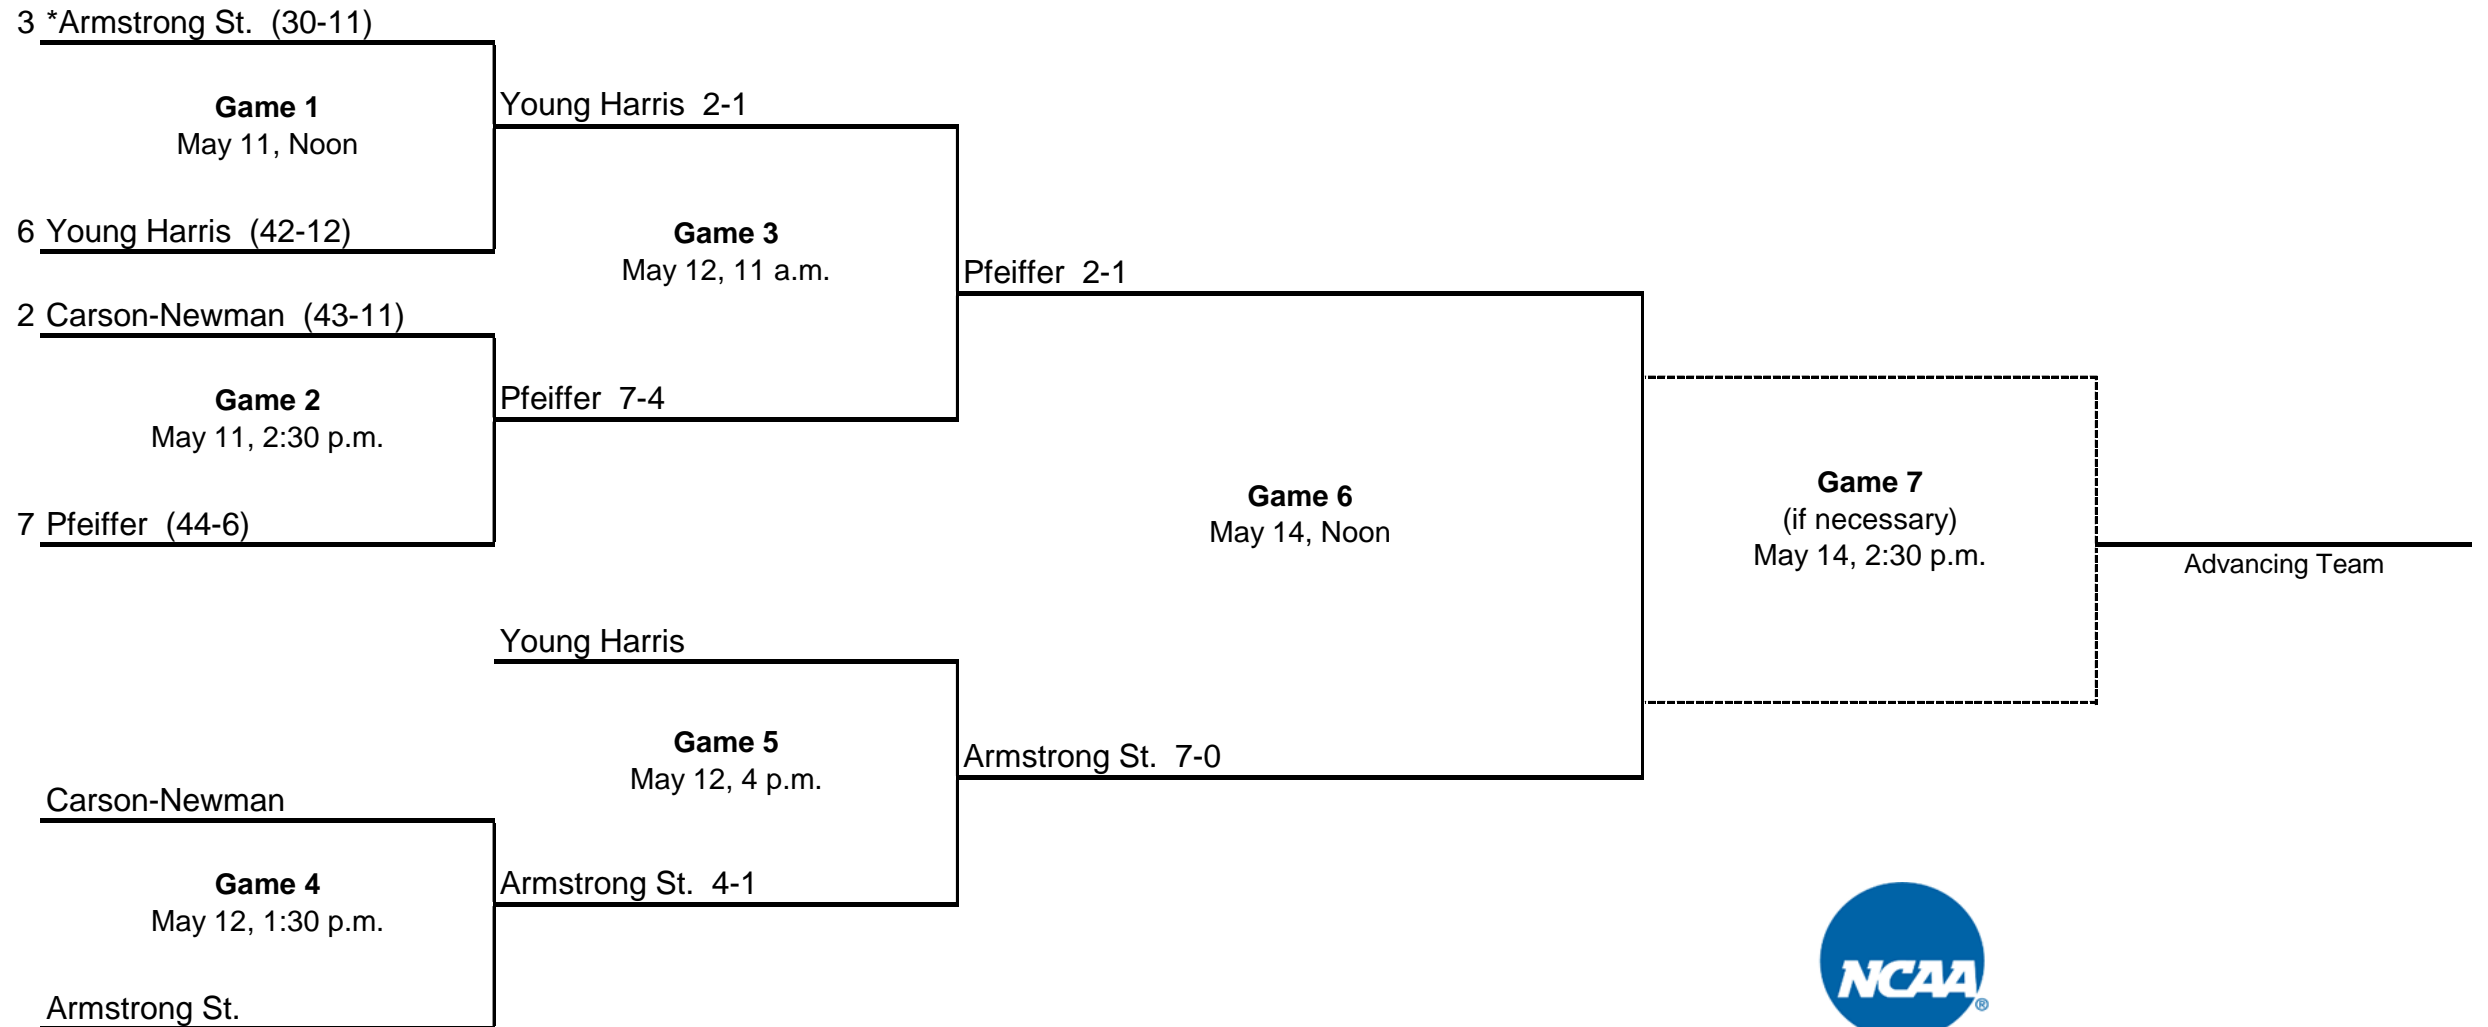 3 *Armstrong St. (30-11)
Game 1
May 11, Noon
Young Harris 2-1
6 Young Harris (42-12)
Game 3
May 12, 11 a.m.
Pfeiffer 2-1
2 Carson-Newman (43-11)
Game 2
May 11, 2:30 p.m.
Pfeiffer 7-4
7 Pfeiffer (44-6)
Game 6
May 14, Noon
Game 7
(if necessary)
May 14, 2:30 p.m.
Advancing Team
Young Harris
Game 5
May 12, 4 p.m.
Armstrong St. 7-0
Carson-Newman
Game 4
May 12, 1:30 p.m.
Armstrong St. 4-1
Armstrong St.
NCAA®